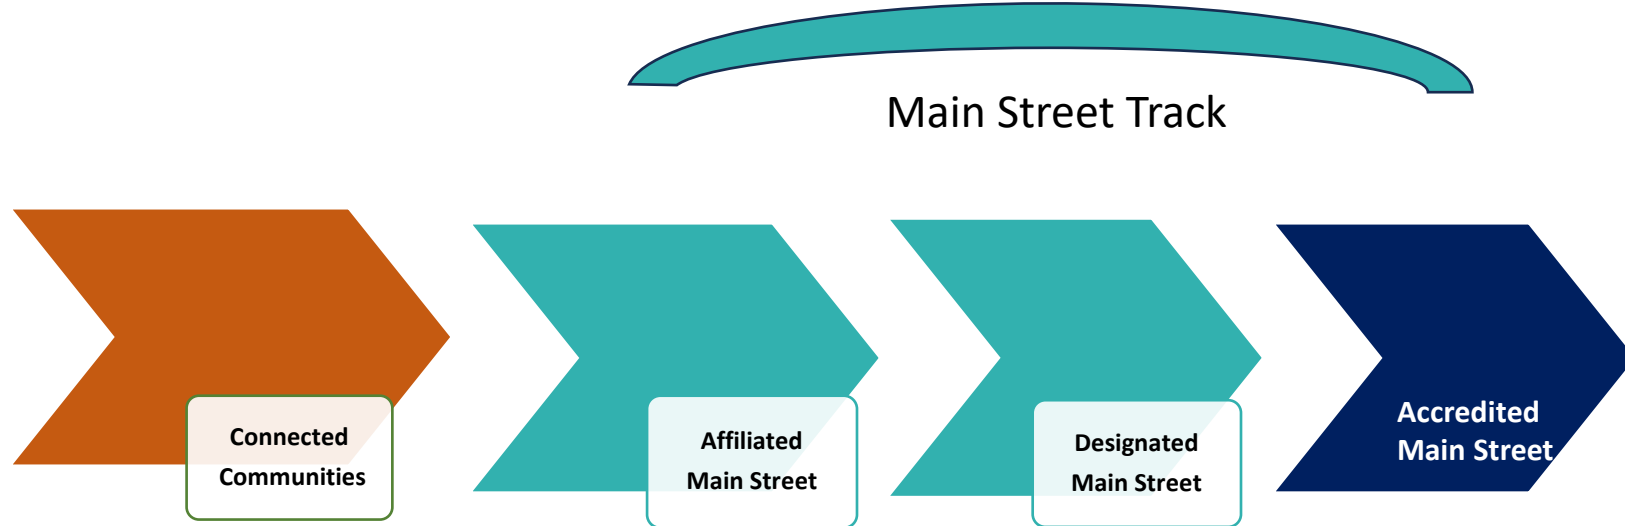 Main Street Track
Connected
Communities
Affiliated
Main Street
Designated
Main Street
Accredited
Main Street